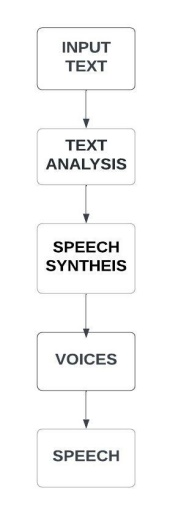 INPUT
TEXT
TEXT
ANALYSIS
SPEECH
SYNTHEIS
VOICES
SPEECH